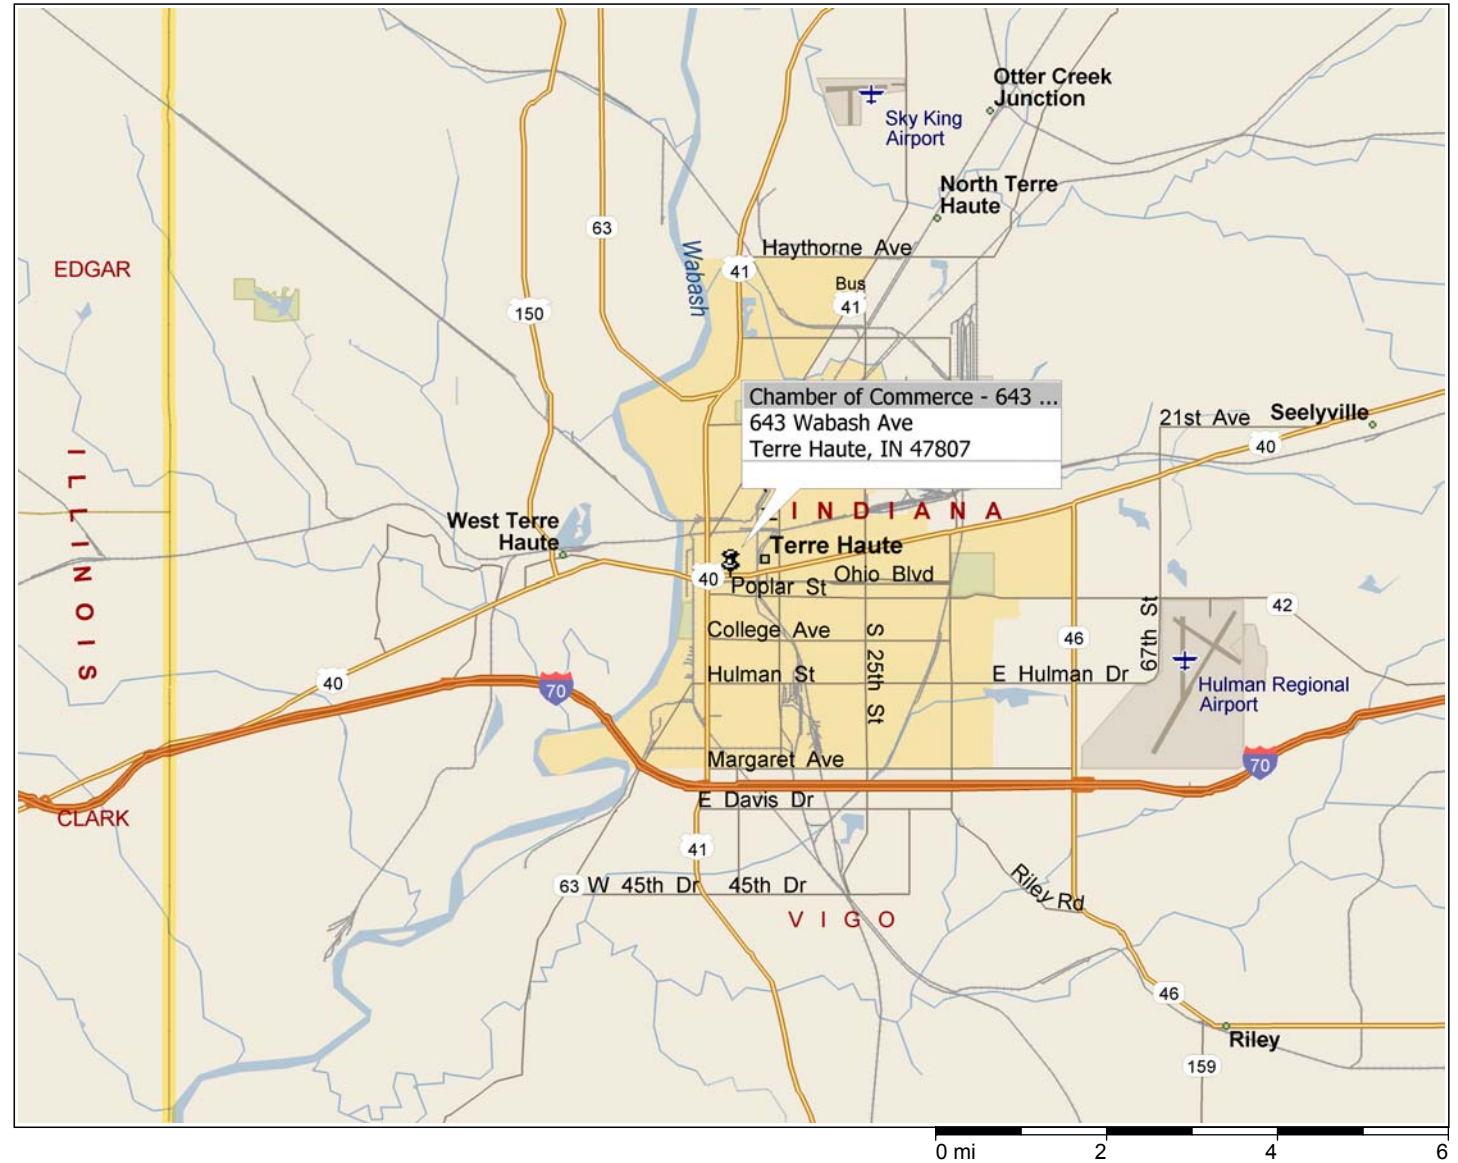 Otter Creek
Junction
Sky King
Airport
North Terre
Haute
63
Wabash
41
Haythorne Ave
EDGAR
Bus
41
150
Chamber of Commerce - 643 ...
643 Wabash Ave
Terre Haute, IN 47807
21st Ave
Seelyville
40
ILLINOIS
INDIANA
West Terre
Haute
Terre Haute
40
Poplar St
Ohio Blvd
42
College Ave
S 25th St
46
67th St
Hulman St
E Hulman Dr
40
70
Hulman Regional
Airport
Margaret Ave
70
E Davis Dr
CLARK
41
63
W 45th Dr
45th Dr
Riley Rd
VIGO
46
Riley
159
0 mi
2
4
6